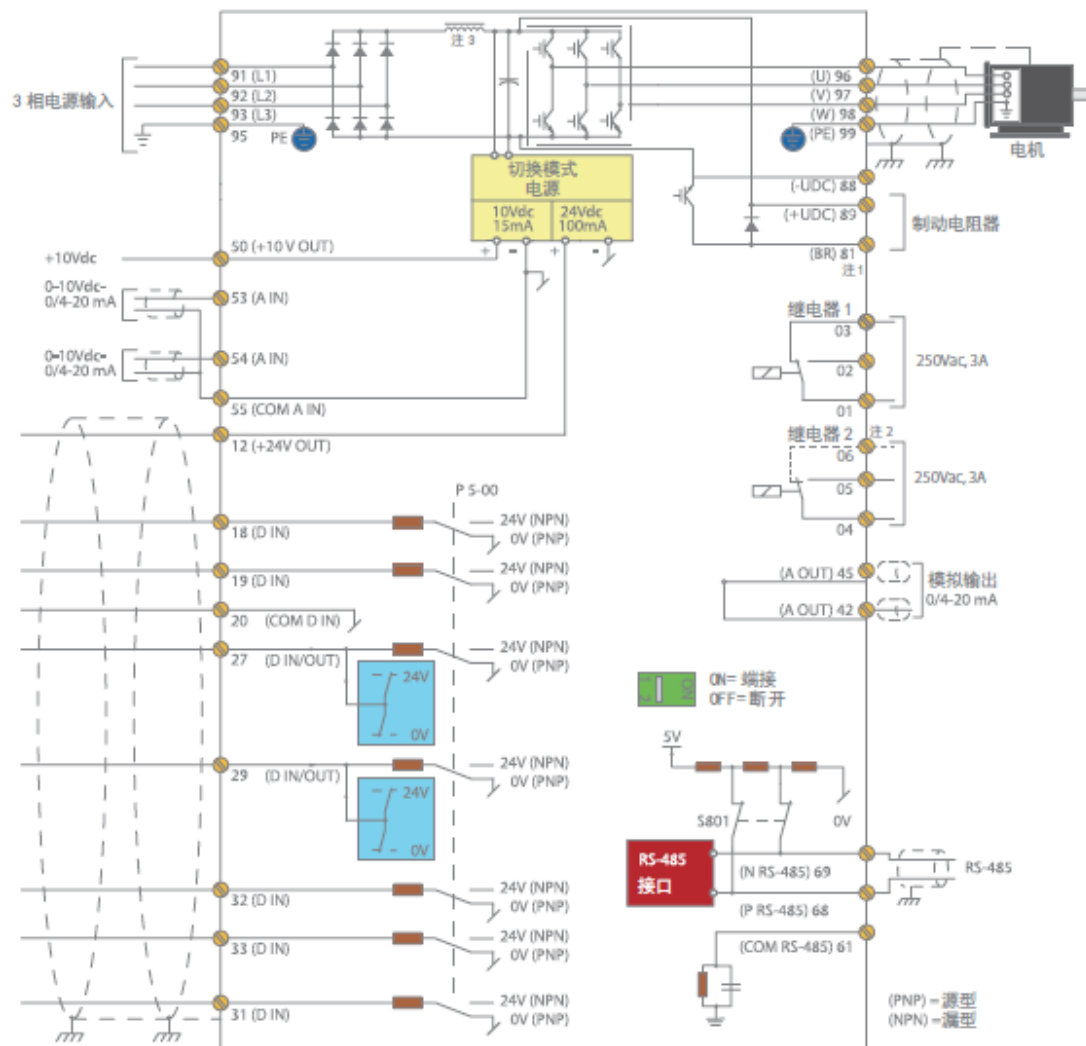 注 3
91 (L1)
92 (L2)
93 (L3)
95
PE
3 相电源输入
(U) 96
(V) 97
(W) 98
(PE) 99
电机
切换模式
电源
10Vdc
15mA
24Vdc
100mA
+ - + -
(-UDC) 88
(+UDC) 89
(BR) 81
注 1
制动电阻器
+10Vdc
50 (+10 V OUT)
0-10Vdc-
0/4-20 mA
53 (A IN)
0-10Vdc-
0/4-20 mA
54 (A IN)
55 (COM A IN)
12 (+24V OUT)
继电器 1
03
02
01
250Vac, 3A
继电器 2
注 2
06
05
04
250Vac, 3A
P 5-00
18 (D IN)
24V (NPN)
0V (PNP)
19 (D IN)
24V (NPN)
0V (PNP)
20 (COM D IN)
27 (D IN/OUT)
24V (NPN)
0V (PNP)
24V
0V
29 (D IN/OUT)
24V (NPN)
0V (PNP)
24V
0V
32 (D IN)
24V (NPN)
0V (PNP)
33 (D IN)
24V (NPN)
0V (PNP)
31 (D IN)
24V (NPN)
0V (PNP)
(A OUT) 45
(A OUT) 42
模拟输出
0/4-20 mA
1 2
ON
ON= 端接
OFF= 断开
5V
S801
0V
RS-485
接口
(N RS-485) 69
(P RS-485) 68
RS-485
(COM RS-485) 61
(PNP) = 源型
(NPN) = 漏型